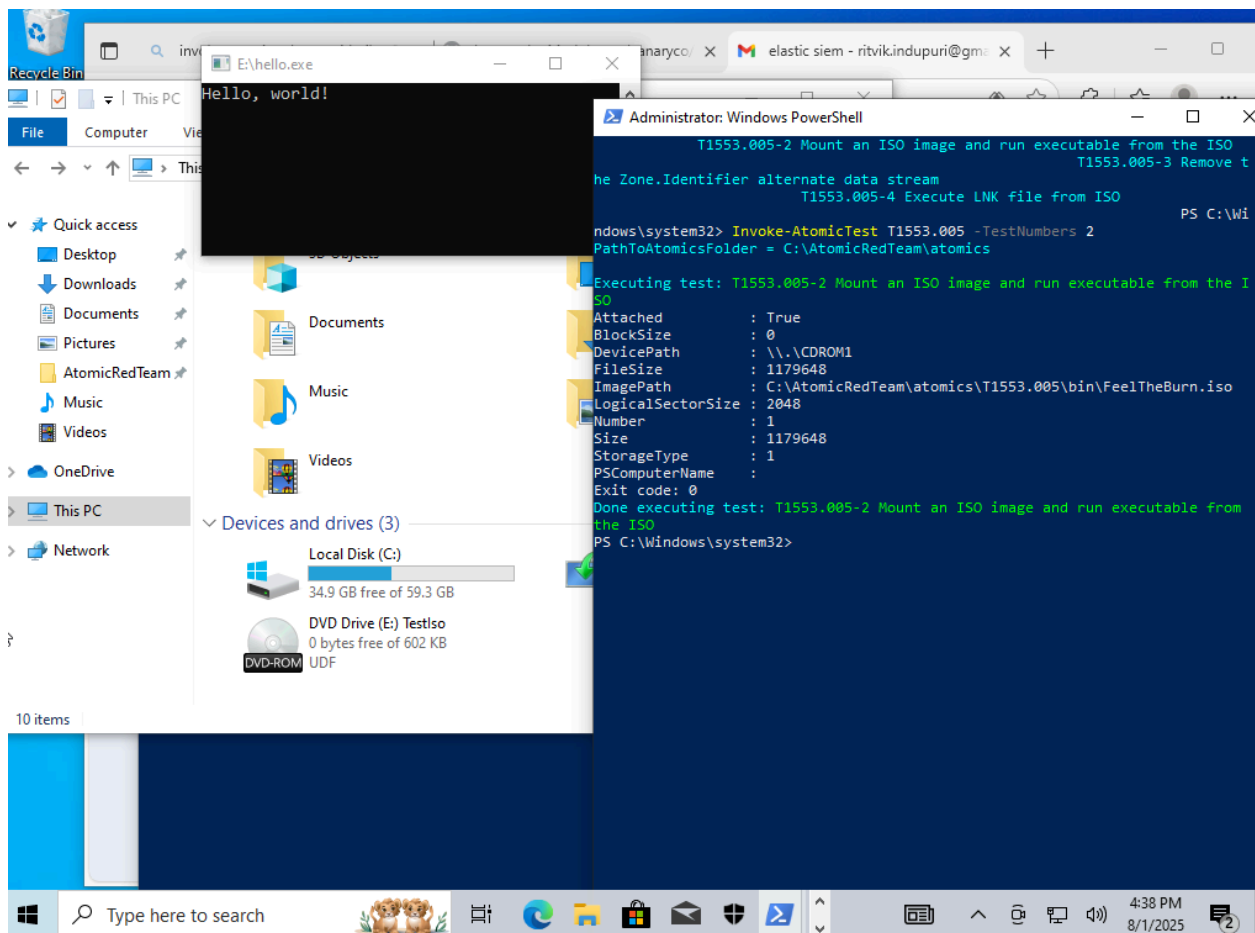 Recycle Bin
inv
anaryco/
elastic siem - ritvik.indupuri@gma
E:\hello.exe
Hello, world!
This PC
File
Computer
Vie
This
Quick access
Desktop
Downloads
Documents
Pictures
AtomicRedTeam
Music
Videos
OneDrive
This PC
Network
Documents
Music
Videos
Devices and drives (3)
Local Disk (C:)
34.9 GB free of 59.3 GB
DVD Drive (E:) TestIso
0 bytes free of 602 KB
DVD-ROM
UDF
10 items
Administrator: Windows PowerShell
T1553.005-2 Mount an ISO image and run executable from the ISO
T1553.005-3 Remove t
he Zone.Identifier alternate data stream
T1553.005-4 Execute LNK file from ISO
PS C:\Wi
ndows\system32> Invoke-AtomicTest T1553.005 -TestNumbers 2
PathToAtomicsFolder = C:\AtomicRedTeam\atomics
Executing test: T1553.005-2 Mount an ISO image and run executable from the I
SO
Attached : True
BlockSize : 0
DevicePath : \\.\CDROM1
FileSize : 1179648
ImagePath : C:\AtomicRedTeam\atomics\T1553.005\bin\FeelTheBurn.iso
LogicalSectorSize : 2048
Number : 1
Size : 1179648
StorageType : 1
PSComputerName :
Exit code: 0
Done executing test: T1553.005-2 Mount an ISO image and run executable from
the ISO
PS C:\Windows\system32>
Type here to search
4:38 PM
8/1/2025
2